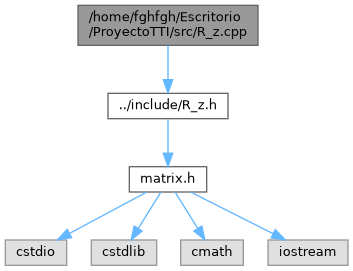 /home/fghfgh/Escritorio
/ProyectoTTI/src/R_z.cpp
../include/R_z.h
matrix.h
cstdio
cstdlib
cmath
iostream